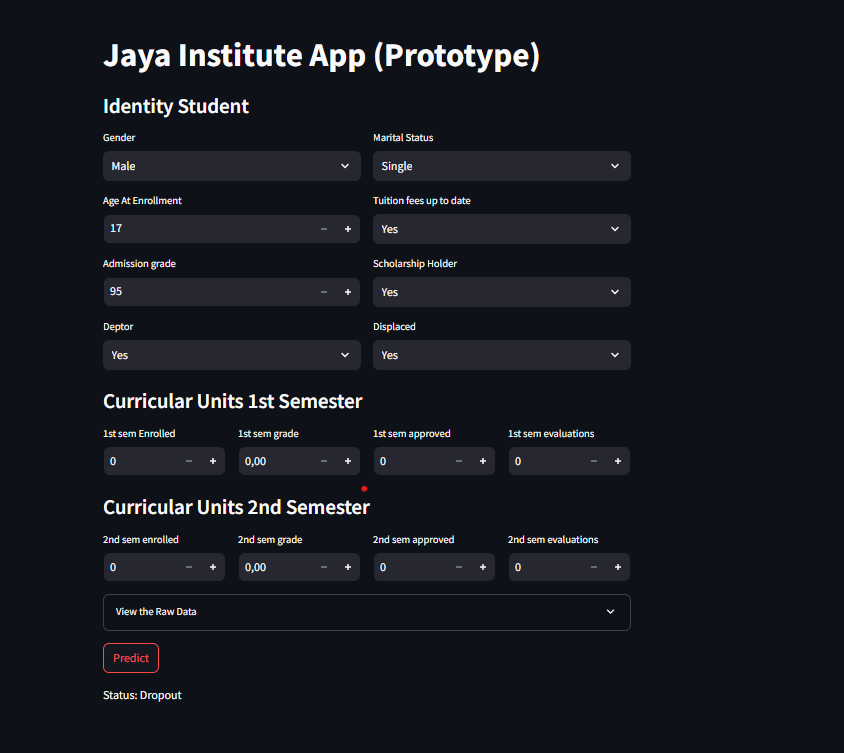 Jaya Institute App (Prototype)
Identity Student
Gender Marital Status
Male Single
Age At Enrollment Tuition fees up to date
17 − + Yes
Admission grade Scholarship Holder
95 − + Yes
Deptor Displaced
Yes Yes
Curricular Units 1st Semester
1st sem Enrolled 1st sem grade 1st sem approved 1st sem evaluations
0 − + 0,00 − + 0 − + 0 − +
Curricular Units 2nd Semester
2nd sem enrolled 2nd sem grade 2nd sem approved 2nd sem evaluations
0 − + 0,00 − + 0 − + 0 − +
View the Raw Data
Predict
Status: Dropout